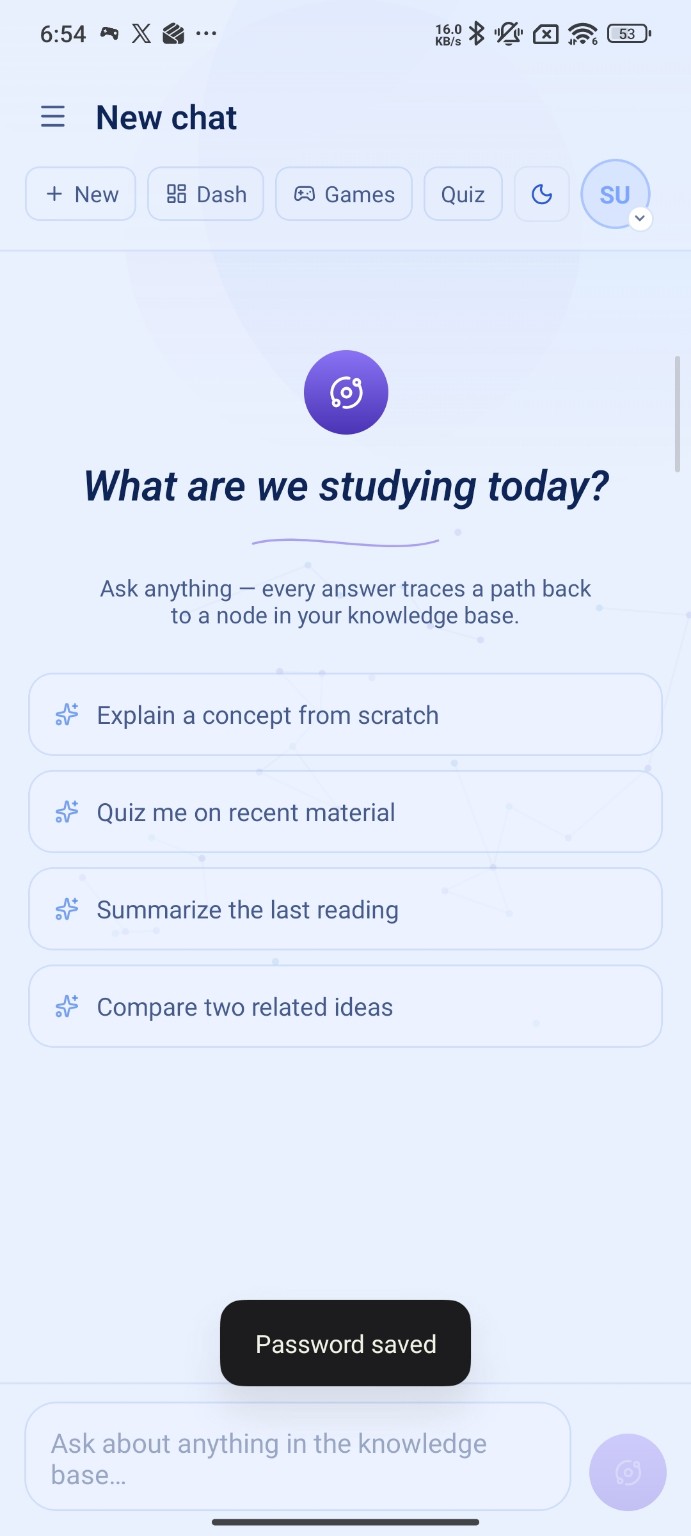 6:54
16.0
KB/s
6
53
New chat
New
Dash
Games
Quiz
SU
What are we studying today?
Ask anything — every answer traces a path back
to a node in your knowledge base.
Explain a concept from scratch
Quiz me on recent material
Summarize the last reading
Compare two related ideas
Password saved
Ask about anything in the knowledge
base…